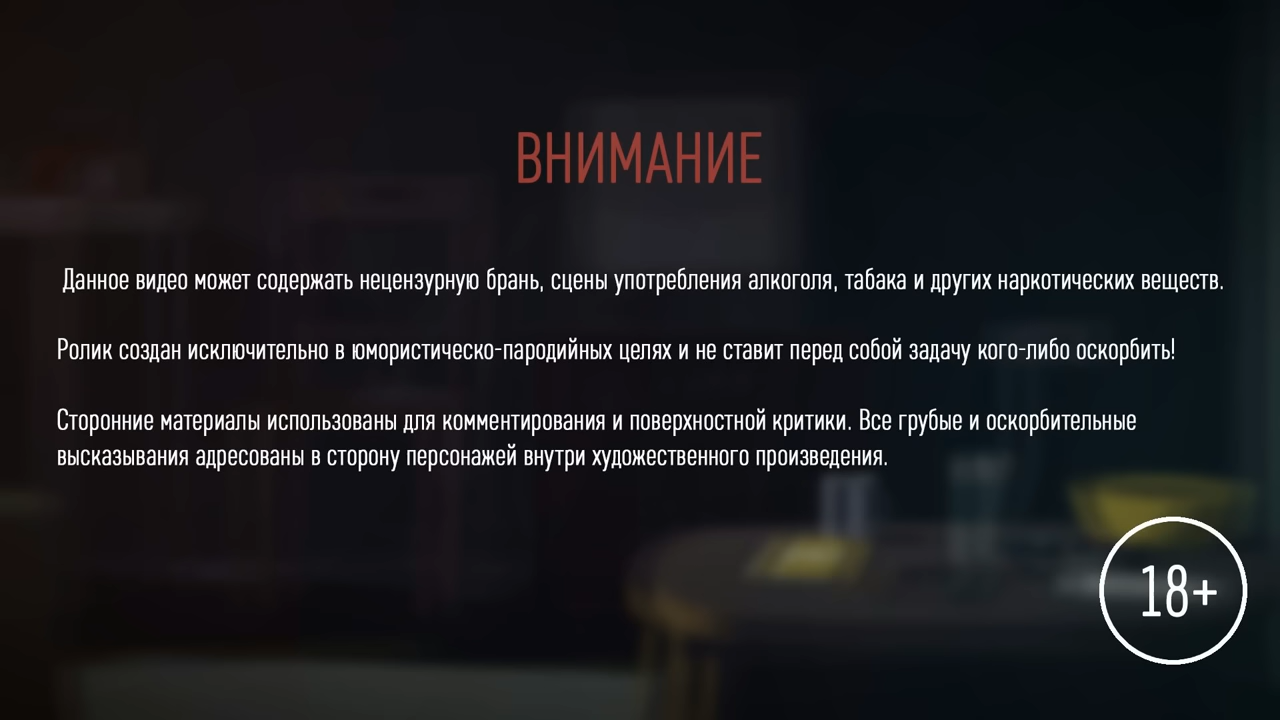 ВНИМАНИЕ
Данное видео может содержать нецензурную брань, сцены употребления алкоголя, табака и других наркотических веществ.
Ролик создан исключительно в юмористическо-пародийных целях и не ставит перед собой задачу кого-либо оскорбить!
Сторонние материалы использованы для комментирования и поверхностной критики. Все грубые и оскорбительные
высказывания адресованы в сторону персонажей внутри художественного произведения.
18+